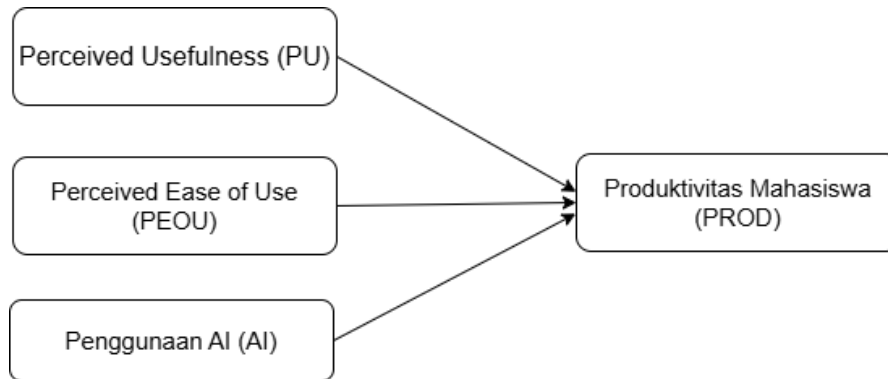 Perceived Usefulness (PU)
Perceived Ease of Use
(PEOU)
Penggunaan AI (AI)
Produktivitas Mahasiswa
(PROD)